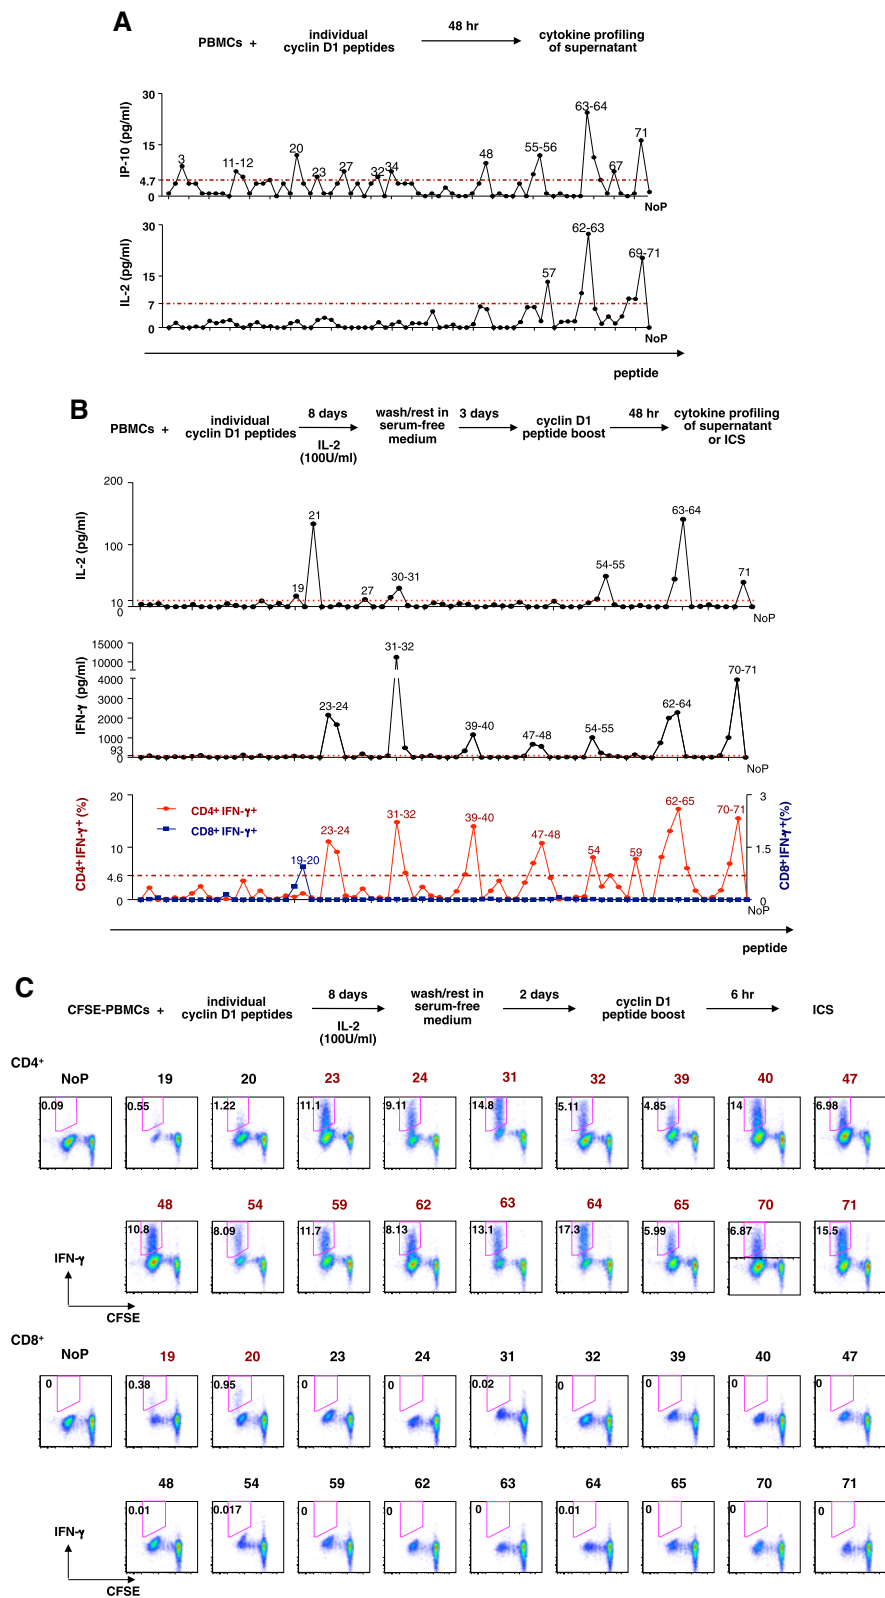 A
PBMCs +
individual
cyclin D1 peptides
48 hr
cytokine profiling
of supernatant
IP-10 (pg/ml)
30
15
4.7
0
3
11-12
20
23
27
32
34
48
55-56
63-64
67
71
NoP
IL-2 (pg/ml)
30
15
7
0
57
62-63
69-71
NoP
peptide
B
PBMCs +
individual
cyclin D1 peptides
8 days
IL-2
(100U/ml)
wash/rest in
serum-free
medium
3 days
cyclin D1
peptide boost
48 hr
cytokine profiling
of supernatant
or ICS
IL-2 (pg/ml)
200
100
10
0
19
21
27
30-31
54-55
63-64
71
NoP
IFN-γ (pg/ml)
15000
10000
4000
3000
2000
1000
93
0
23-24
31-32
39-40
47-48
54-55
62-64
70-71
NoP
CD4+IFN-γ+ (%)
20
10
4.6
0
CD4+ IFN-γ+
CD8+ IFN-γ+
19-20
23-24
31-32
39-40
47-48
54
59
62-65
70-71
3
1.5
0
CD8+IFN-γ+(%)
NoP
peptide
C
CFSE-PBMCs +
individual
cyclin D1 peptides
8 days
IL-2
(100U/ml)
wash/rest in
serum-free
medium
2 days
cyclin D1
peptide boost
6 hr
ICS
CD4+
NoP 19 20 23 24 31 32 39 40 47
0.09 0.55 1.22 11.1 9.11 14.8 5.11 4.85 14 6.98
48 54 59 62 63 64 65 70 71
10.8 8.09 11.7 8.13 13.1 17.3 5.99 6.87 15.5
IFN-γ
CFSE
CD8+
NoP 19 20 23 24 31 32 39 40 47
0 0.38 0.95 0 0 0.02 0 0 0 0
48 54 59 62 63 64 65 70 71
0.01 0.017 0 0 0 0.01 0 0 0
IFN-γ
CFSE